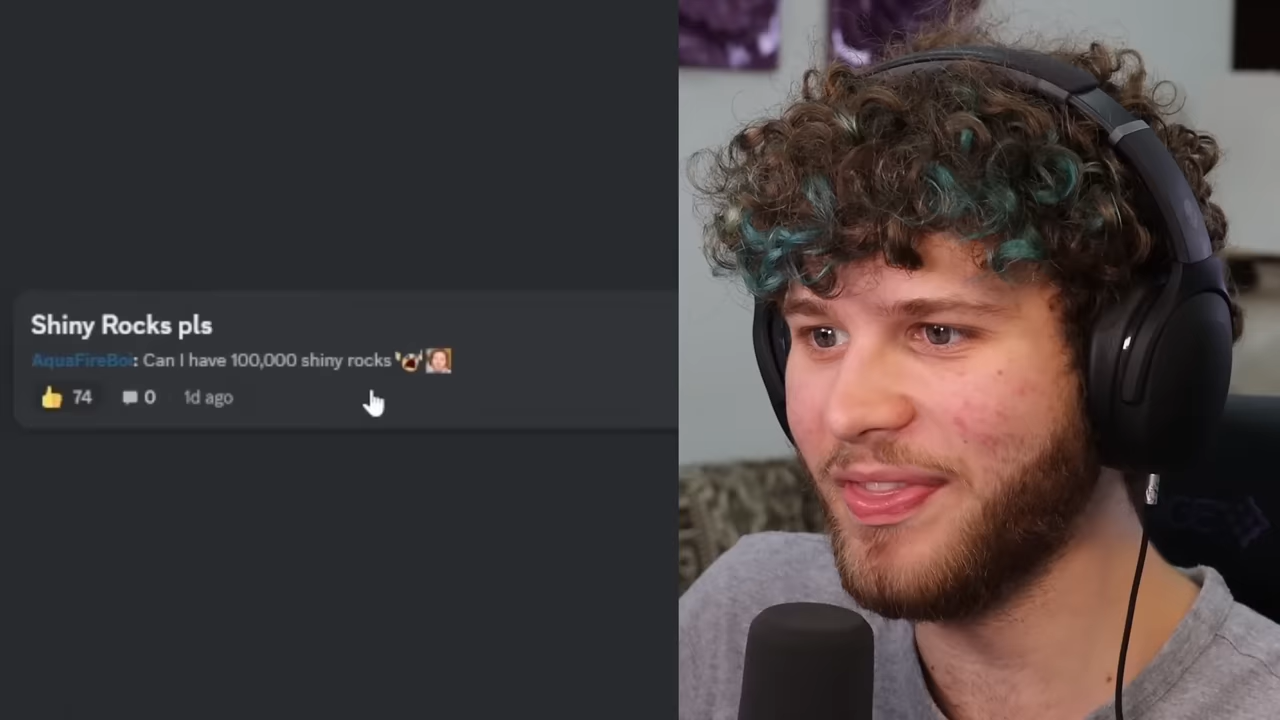 Shiny Rocks pls
AquaFireBoi: Can I have 100,000 shiny rocks
74 0 1d ago